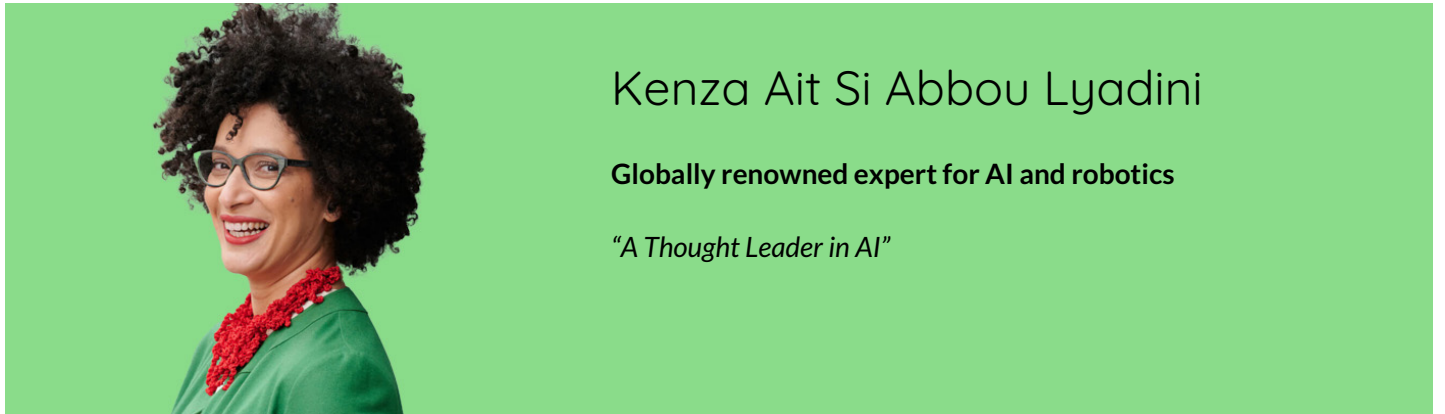 Kenza Ait Si Abbou Lyadini
Globally renowned expert for AI and robotics
“A Thought Leader in AI”